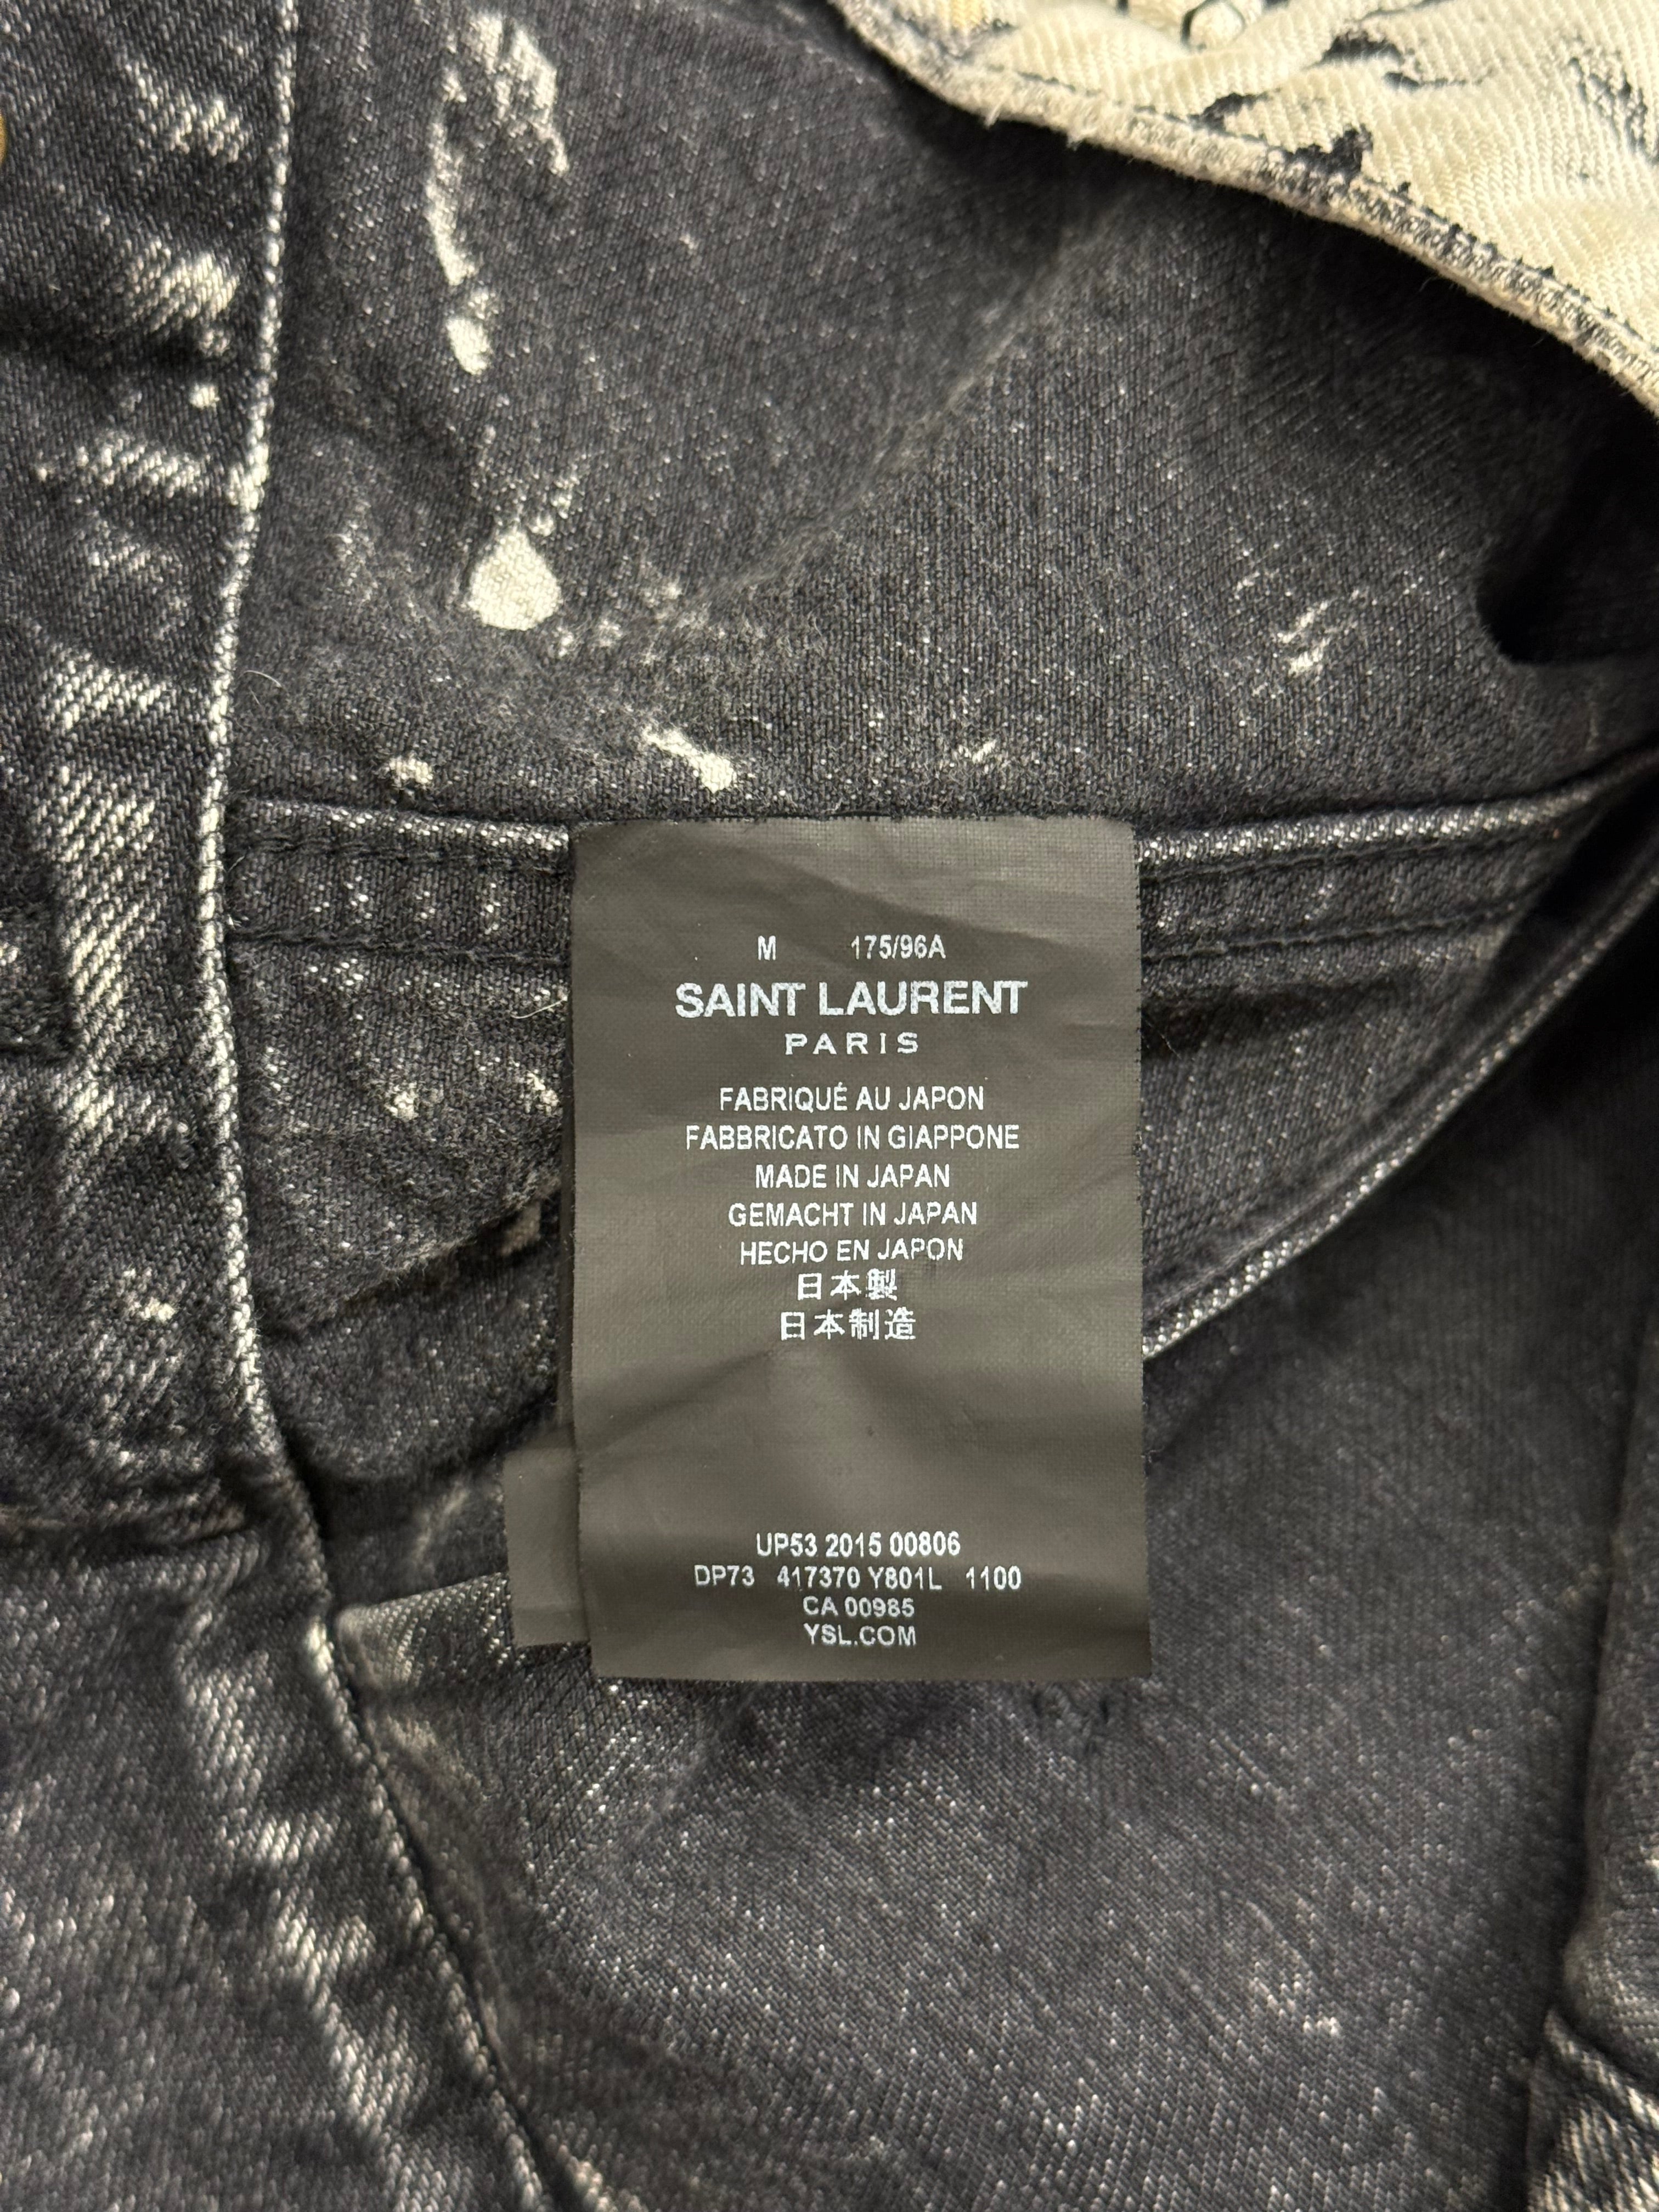 M 175/96A
SAINT LAURENT
PARIS
FABRIQUÉ AU JAPON
FABBRICATO IN GIAPPONE
MADE IN JAPAN
GEMACHT IN JAPAN
HECHO EN JAPON
日本製
日本制造
UP53 2015 00806
DP73 417370 Y801L 1100
CA 00985
YSL.COM